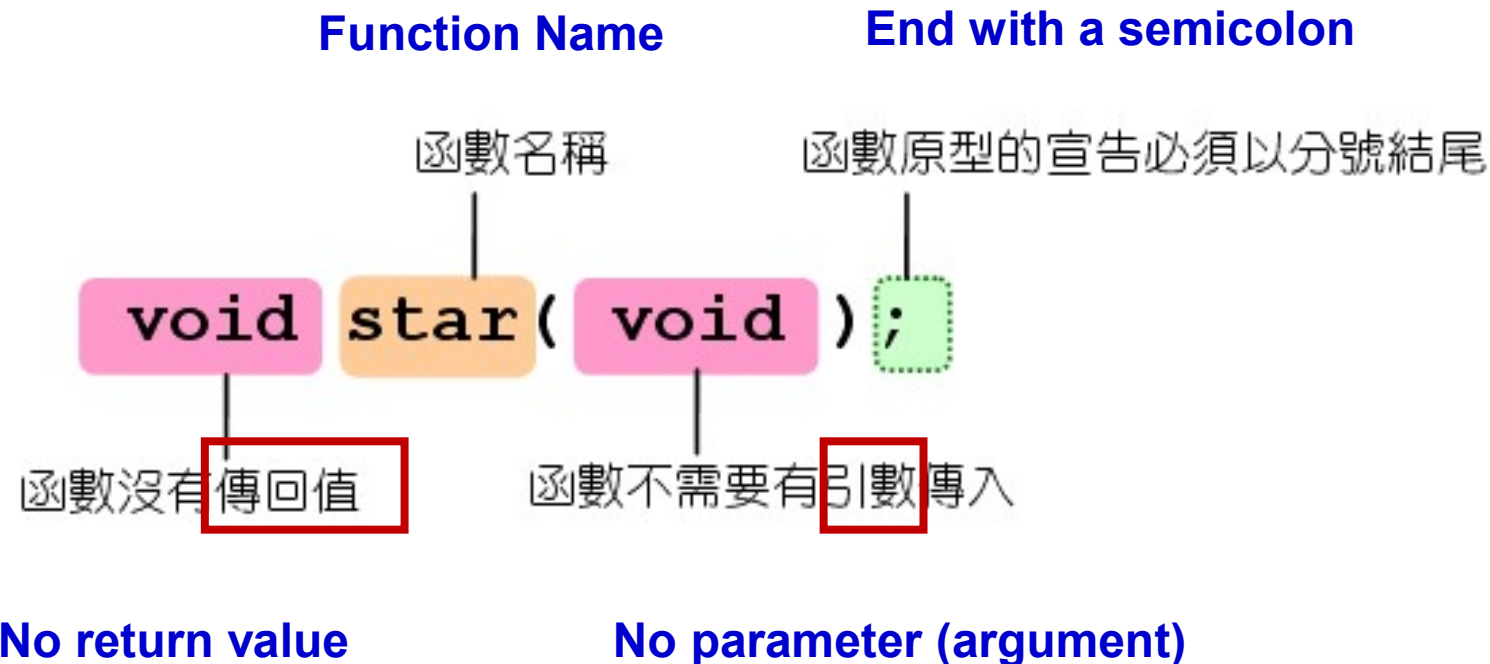 Function Name
End with a semicolon
函數名稱
函數原型的宣告必須以分號結尾
void star( void );
函數沒有傳回值
函數不需要有引數傳入
No return value
No parameter (argument)